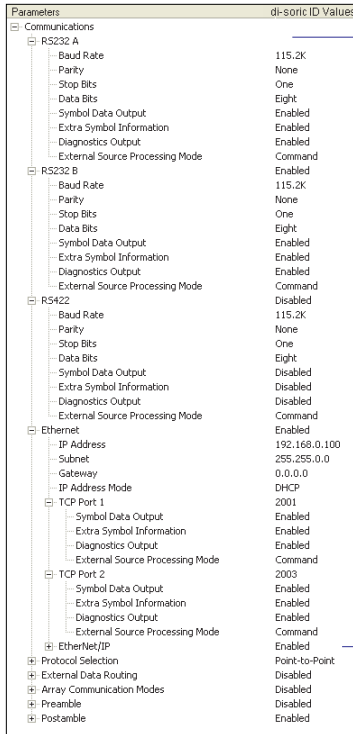 Parameters di-soric ID Values
Communications
RS232 A
Baud Rate 115.2K
Parity None
Stop Bits One
Data Bits Eight
Symbol Data Output Enabled
Extra Symbol Information Enabled
Diagnostics Output Enabled
External Source Processing Mode Command
RS232 B Enabled
Baud Rate 115.2K
Parity None
Stop Bits One
Data Bits Eight
Symbol Data Output Enabled
Extra Symbol Information Enabled
Diagnostics Output Enabled
External Source Processing Mode Command
RS422 Disabled
Baud Rate 115.2K
Parity None
Stop Bits One
Data Bits Eight
Symbol Data Output Disabled
Extra Symbol Information Disabled
Diagnostics Output Disabled
External Source Processing Mode Command
Ethernet Enabled
IP Address 192.168.0.100
Subnet 255.255.0.0
Gateway 0.0.0.0
IP Address Mode DHCP
TCP Port 1 2001
Symbol Data Output Enabled
Extra Symbol Information Enabled
Diagnostics Output Enabled
External Source Processing Mode Command
TCP Port 2 2003
Symbol Data Output Enabled
Extra Symbol Information Enabled
Diagnostics Output Enabled
External Source Processing Mode Command
EtherNet/IP Enabled
Protocol Selection Point-to-Point
External Data Routing Disabled
Array Communication Modes Disabled
Preamble Disabled
Postamble Enabled